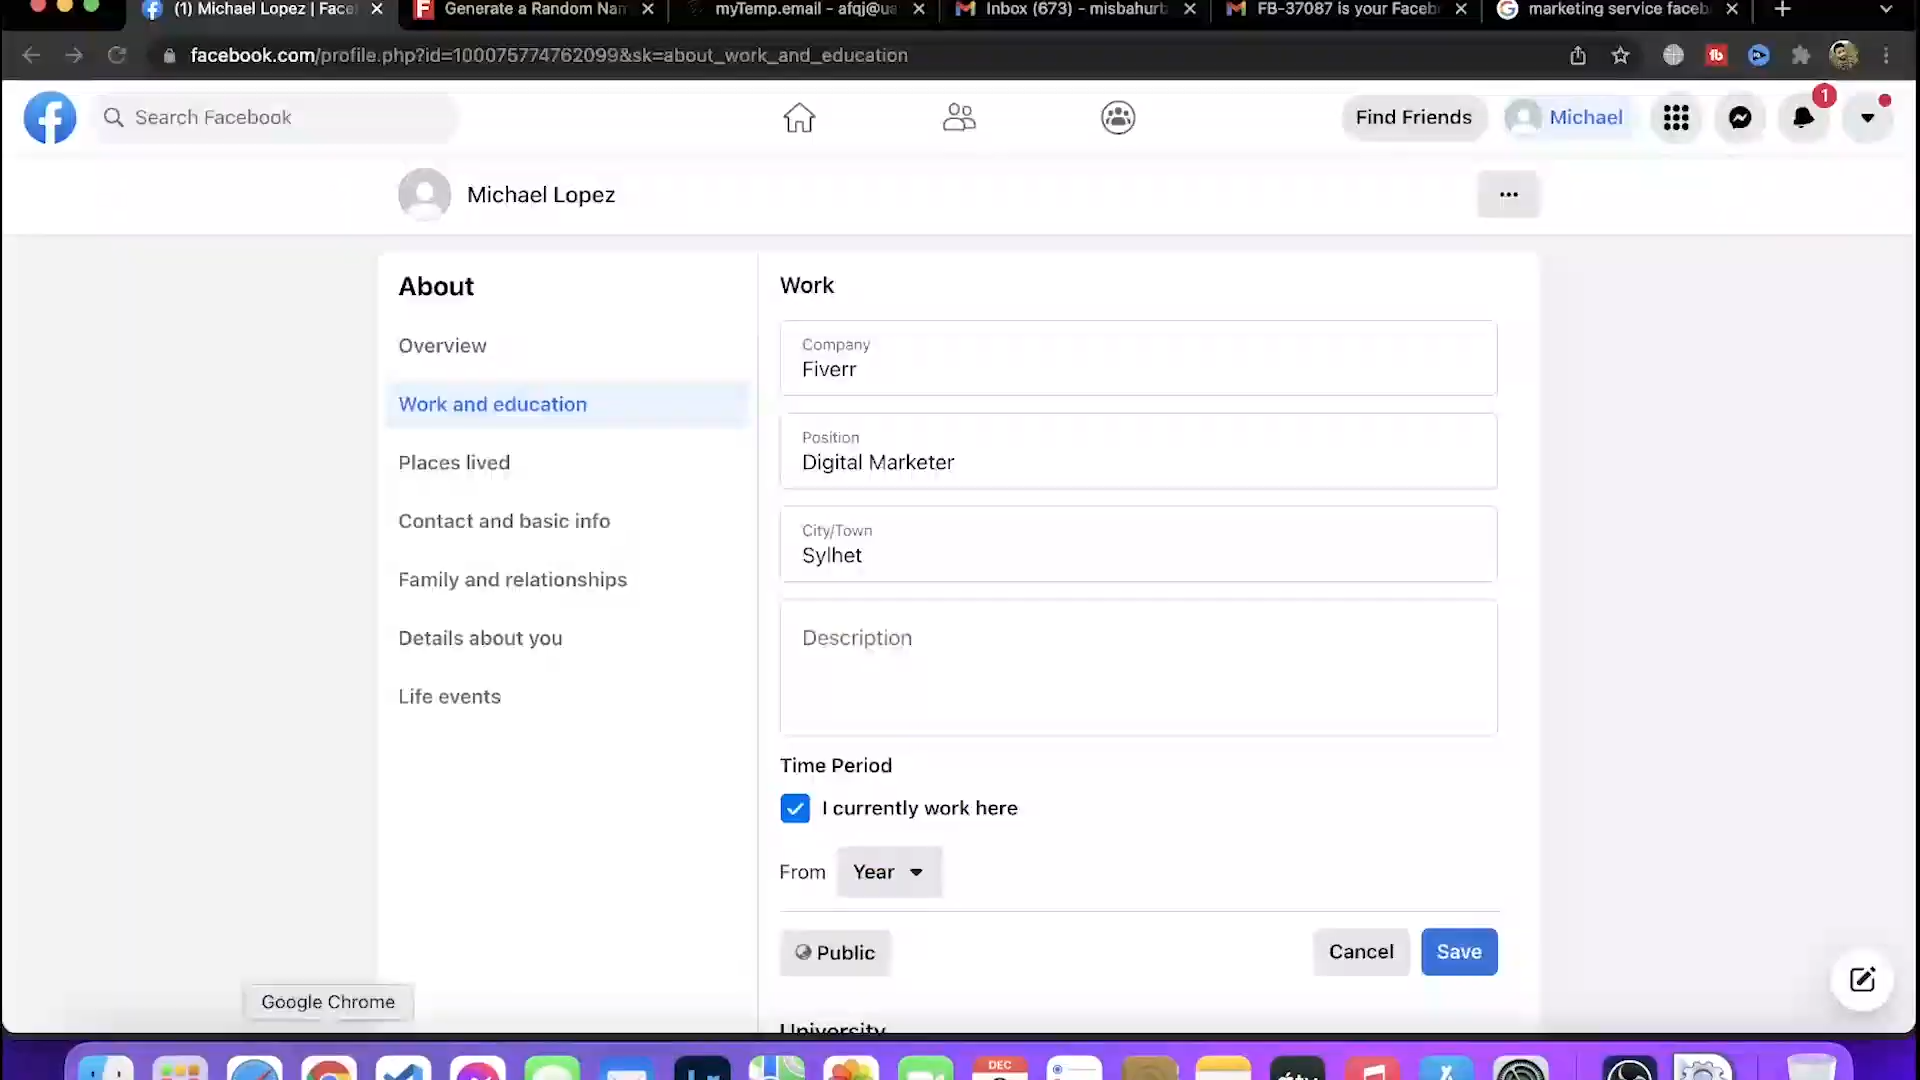 (1) Michael Lopez | Face
Generate a Random Nam
myTemp.email - afqj@ua
Inbox (673) - misbahurb
FB-37087 is your Faceb
marketing service faceb
facebook.com/profile.php?id=100075774762099&sk=about_work_and_education
Search Facebook
Find Friends
Michael
1
Michael Lopez
About
Overview
Work and education
Places lived
Contact and basic info
Family and relationships
Details about you
Life events
Work
Company
Fiverr
Position
Digital Marketer
City/Town
Sylhet
Description
Time Period
I currently work here
From
Year
Public
Cancel
Save
University
Google Chrome
DEC